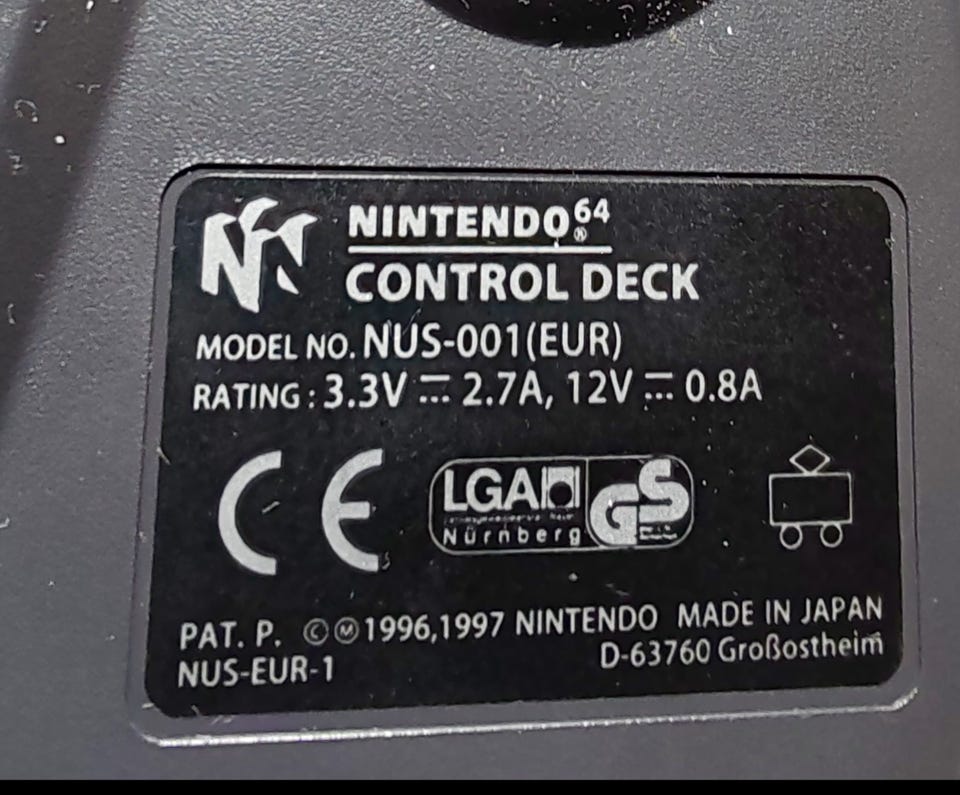 NINTENDO64®
CONTROL DECK
MODEL NO. NUS-001(EUR)
RATING : 3.3V ⎓ 2.7A, 12V ⎓ 0.8A
CE
LGA
Nürnberg
GS
PAT. P. ©Ⓜ1996,1997 NINTENDO MADE IN JAPAN
NUS-EUR-1 D-63760 Großostheim